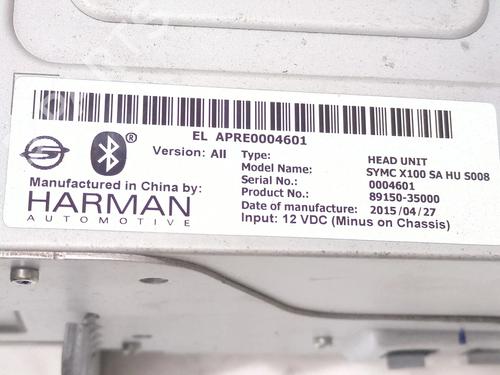 EL APRE0004601
Version: AII
Type: HEAD UNIT
Model Name: SYMC X100 SA HU S008
Serial No.: 0004601
Product No.: 89150-35000
Date of manufacture: 2015/04/27
Input: 12 VDC (Minus on Chassis)
®
Manufactured in China by:
HARMAN
AUTOMOTIVE